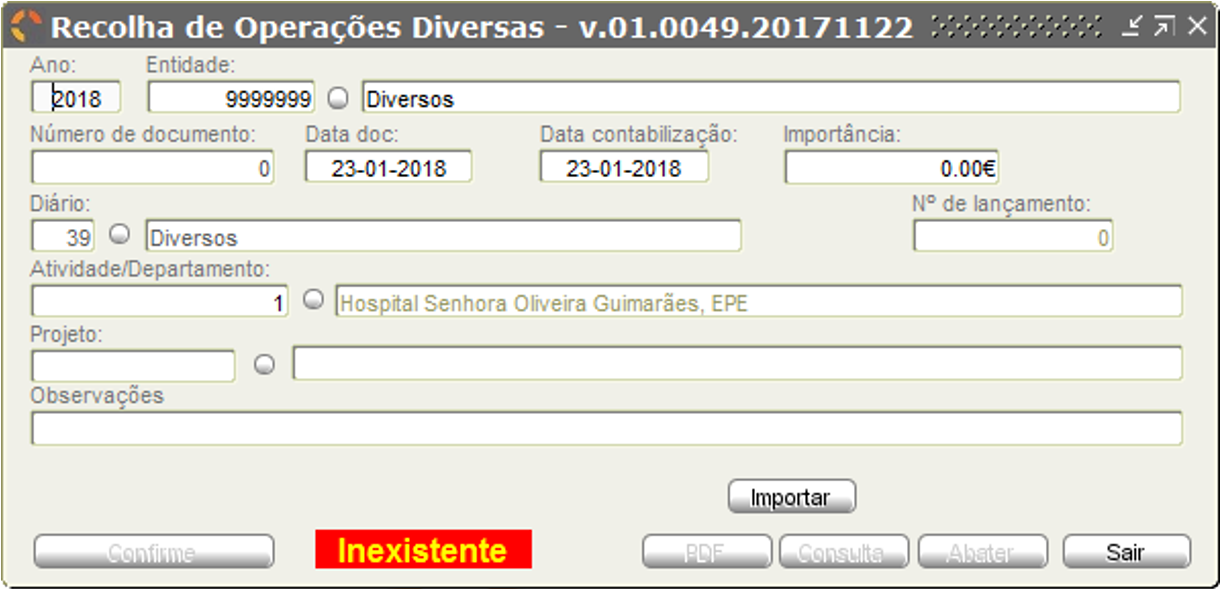 Recolha de Operações Diversas - v.01.0049.20171122
Ano: Entidade:
2018 9999999 Diversos
Número de documento: Data doc: Data contabilização: Importância:
0 23-01-2018 23-01-2018 0.00€
Diário: Nº de lançamento:
39 Diversos 0
Atividade/Departamento:
1 Hospital Senhora Oliveira Guimarães, EPE
Projeto:
Observações
Importar
Confirme Inexistente PDF Consulta Abater Sair